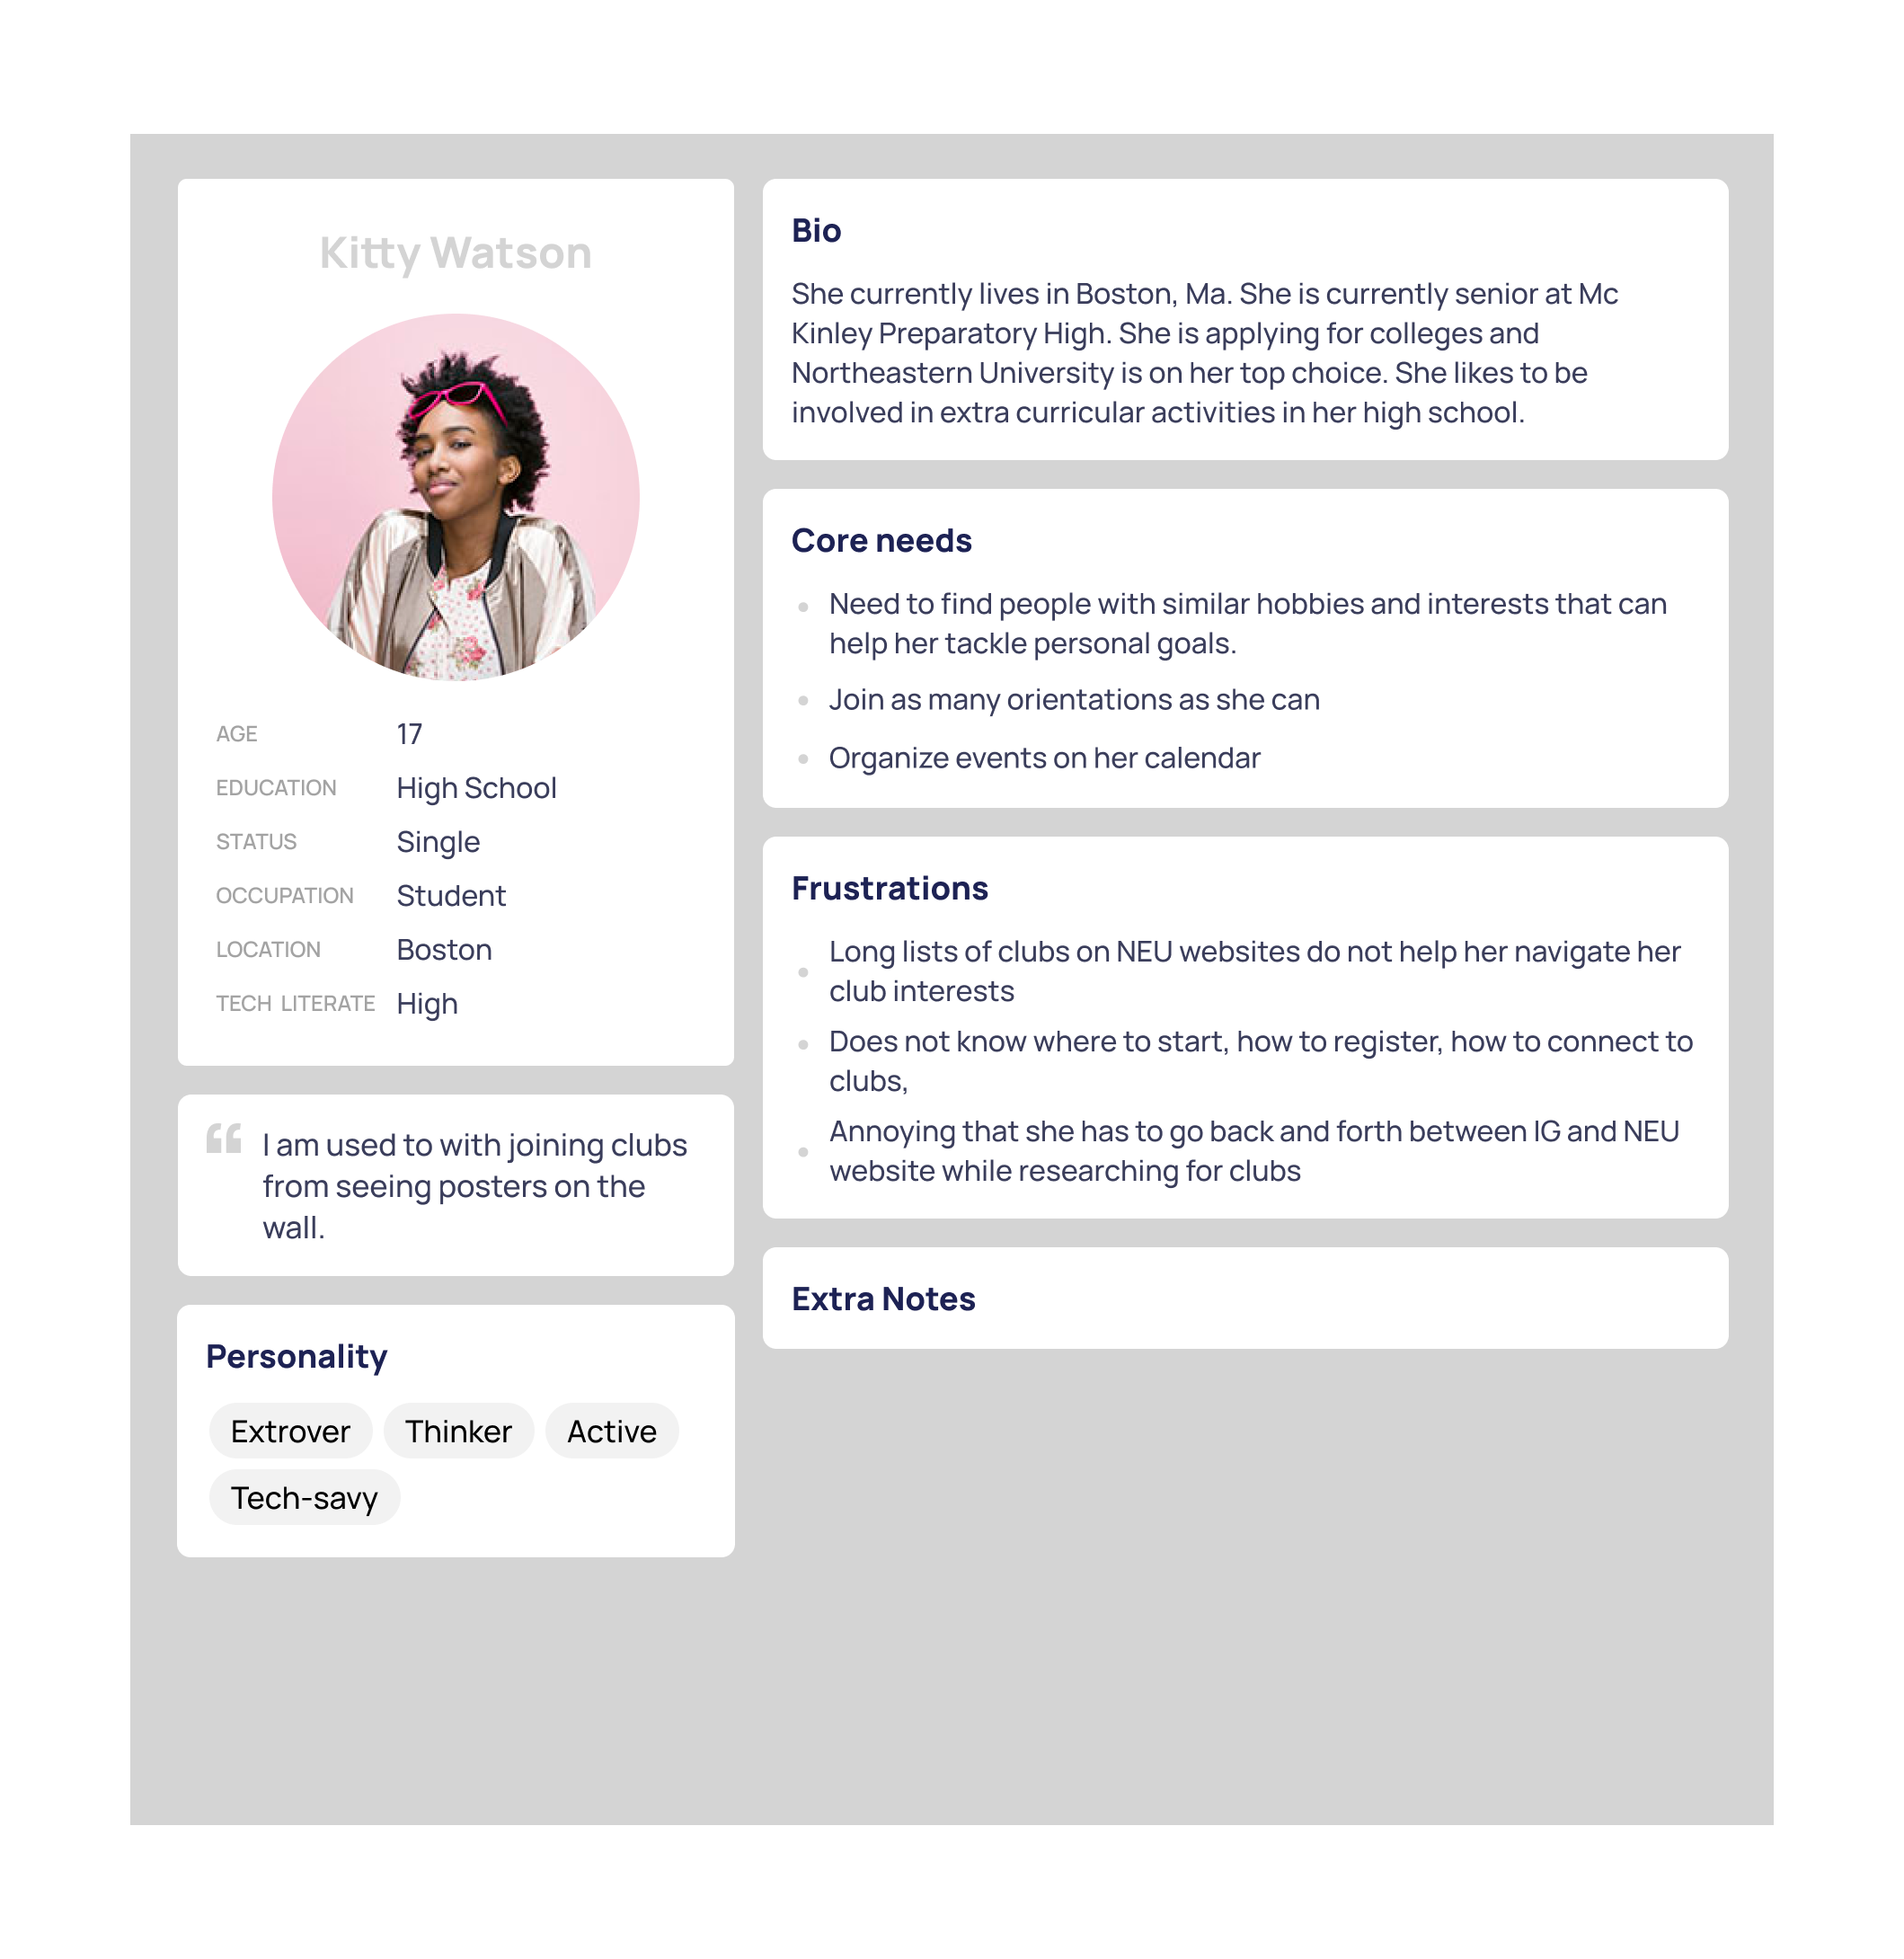 Kitty Watson
AGE 17
EDUCATION High School
STATUS Single
OCCUPATION Student
LOCATION Boston
TECH LITERATE High
“ I am used to with joining clubs
from seeing posters on the
wall.
Personality
Extrover Thinker Active
Tech-savy
Bio
She currently lives in Boston, Ma. She is currently senior at Mc
Kinley Preparatory High. She is applying for colleges and
Northeastern University is on her top choice. She likes to be
involved in extra curricular activities in her high school.
Core needs
Need to find people with similar hobbies and interests that can
help her tackle personal goals.
Join as many orientations as she can
Organize events on her calendar
Frustrations
Long lists of clubs on NEU websites do not help her navigate her
club interests
Does not know where to start, how to register, how to connect to
clubs,
Annoying that she has to go back and forth between IG and NEU
website while researching for clubs
Extra Notes